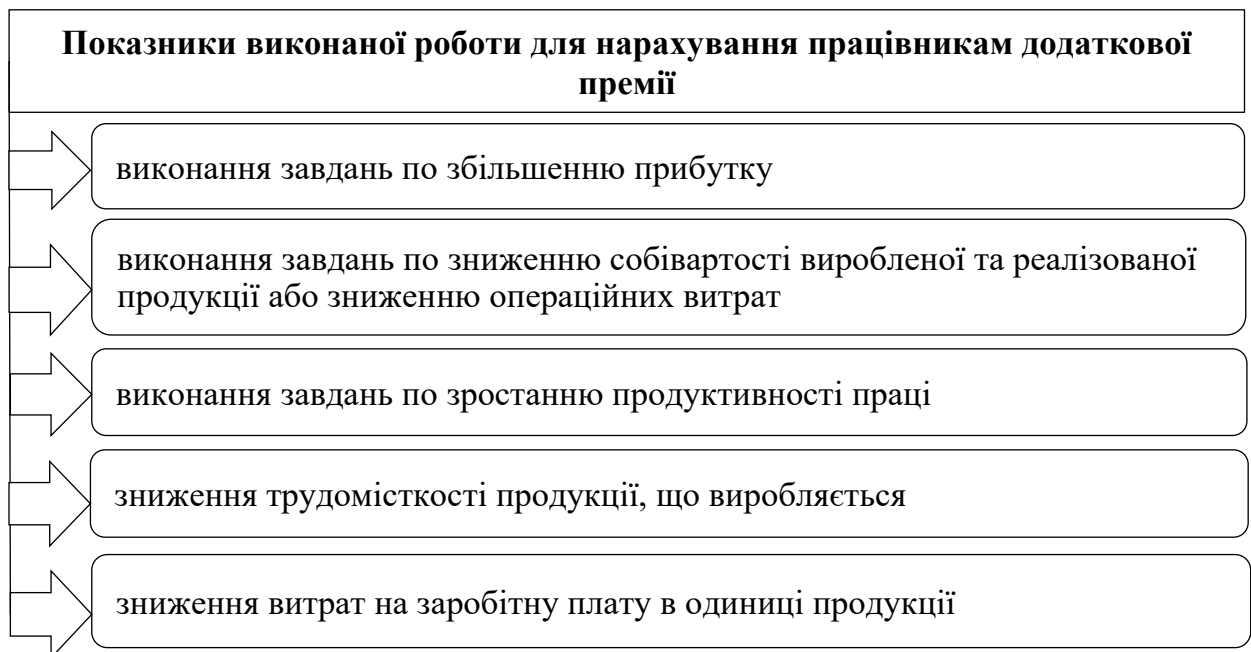 Показники виконаної роботи для нарахування працівникам додаткової
премії
виконання завдань по збільшенню прибутку
виконання завдань по зниженню собівартості виробленої та реалізованої
продукції або зниженню операційних витрат
виконання завдань по зростанню продуктивності праці
зниження трудомісткості продукції, що виробляється
зниження витрат на заробітну плату в одиниці продукції